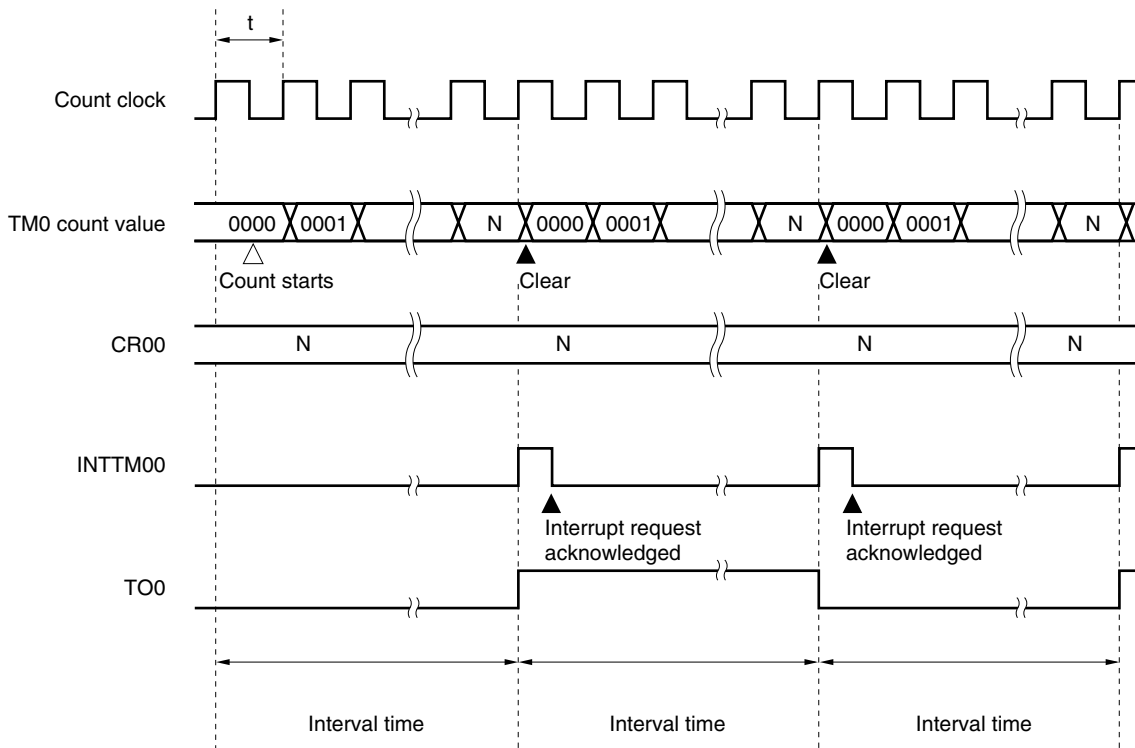 t
Count clock
TM0 count value 0000 0001 N 0000 0001 N 0000 0001 N
Count starts Clear Clear
CR00 N N N N
INTTM00
Interrupt request acknowledged
Interrupt request acknowledged
TO0
Interval time Interval time Interval time